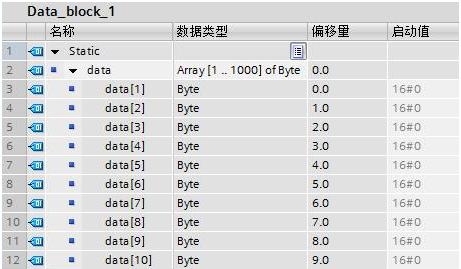 Data_block_1
名称 数据类型 偏移量 启动值
1 Static
2 data Array [1 .. 1000] of Byte 0.0
3 data[1] Byte 0.0 16#0
4 data[2] Byte 1.0 16#0
5 data[3] Byte 2.0 16#0
6 data[4] Byte 3.0 16#0
7 data[5] Byte 4.0 16#0
8 data[6] Byte 5.0 16#0
9 data[7] Byte 6.0 16#0
10 data[8] Byte 7.0 16#0
11 data[9] Byte 8.0 16#0
12 data[10] Byte 9.0 16#0